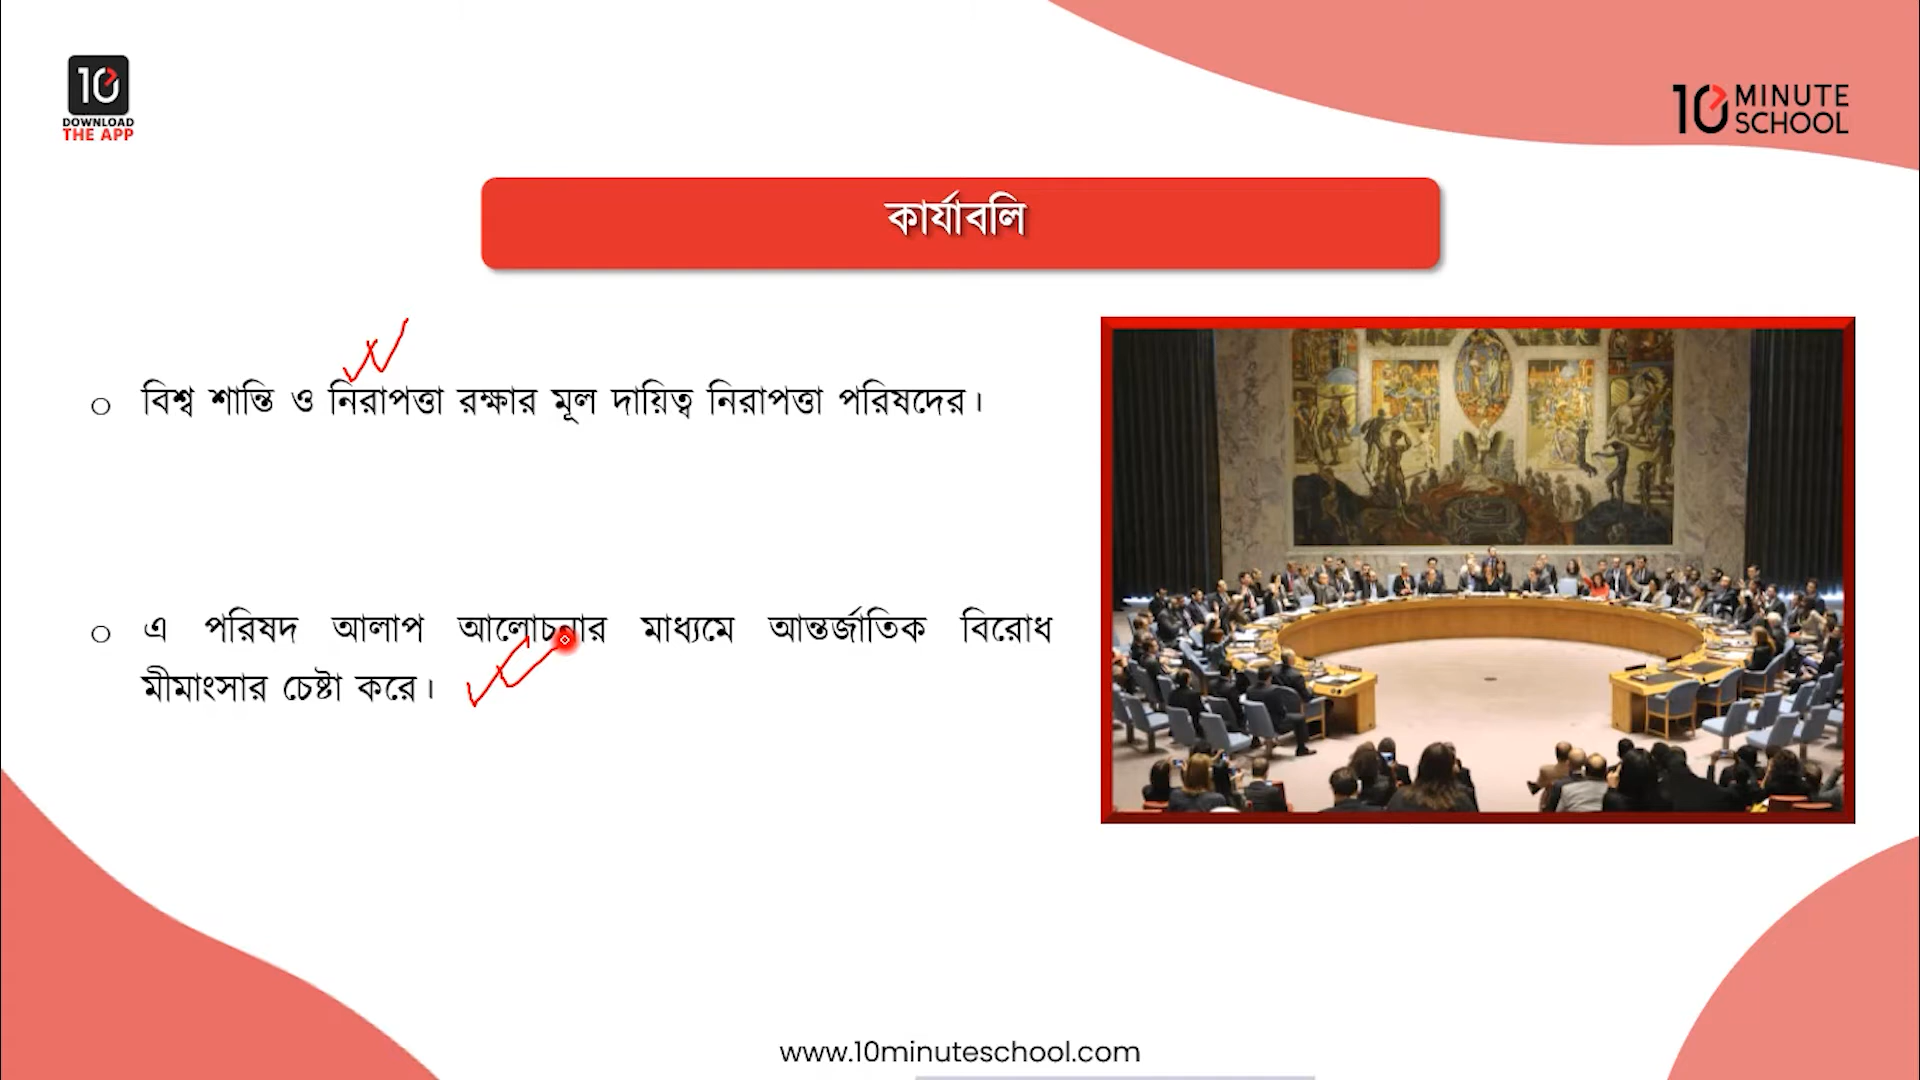 10
DOWNLOAD
THE APP
10 MINUTE
SCHOOL
কার্যাবলি
বিশ্ব শান্তি ও নিরাপত্তা রক্ষার মূল দায়িত্ব নিরাপত্তা পরিষদের।
এ পরিষদ আলাপ আলোচনার মাধ্যমে আন্তর্জাতিক বিরোধ
মীমাংসার চেষ্টা করে।
www.10minuteschool.com